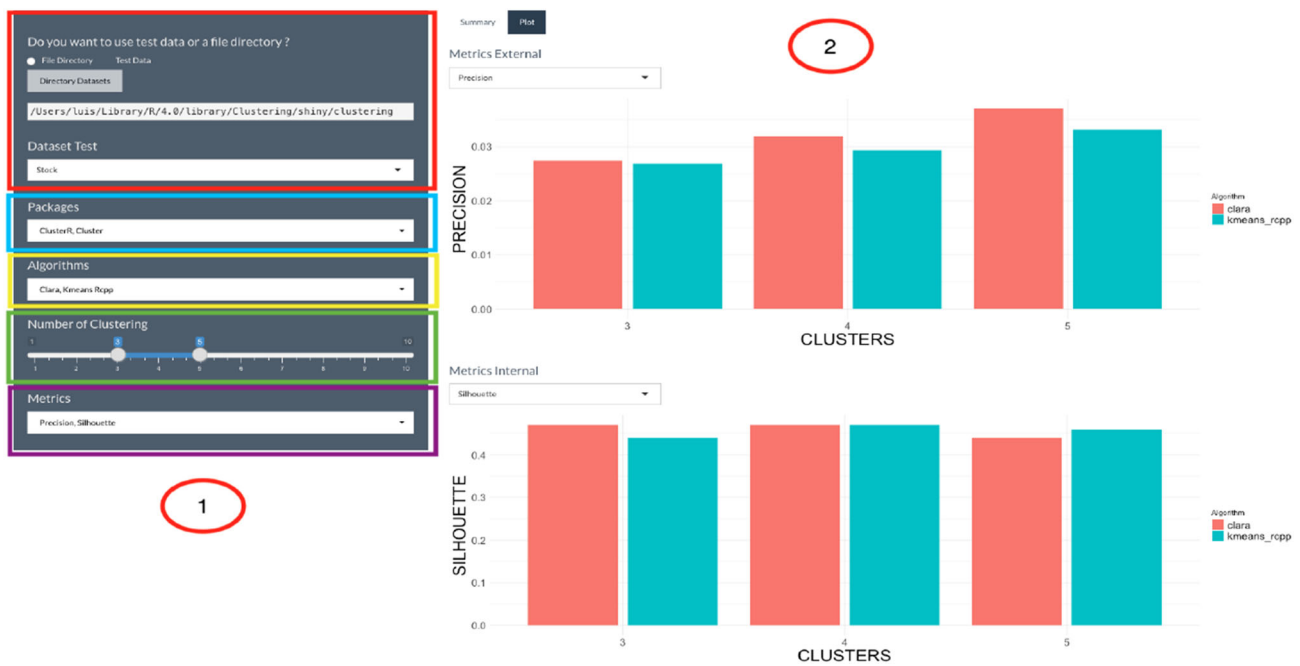 Do you want to use test data or a file directory ?
File Directory Test Data
Directory Datasets
/Users/luis/Library/R/4.0/library/Clustering/shiny/clustering
Dataset Test
Stock
Packages
ClusterR, Cluster
Algorithms
Clara, Kmeans Rcpp
Number of Clustering
1 3 5 10
1 2 3 4 5 6 7 8 9 10
Metrics
Precision, Silhouette
1
Summary Plot
2
Metrics External
Precision
PRECISION
0.03
0.02
0.01
0.00
3 4 5
CLUSTERS
Algorithm
clara
kmeans_rcpp
Metrics Internal
Silhouette
SILHOUETTE
0.4
0.3
0.2
0.1
0.0
3 4 5
CLUSTERS
Algorithm
clara
kmeans_rcpp